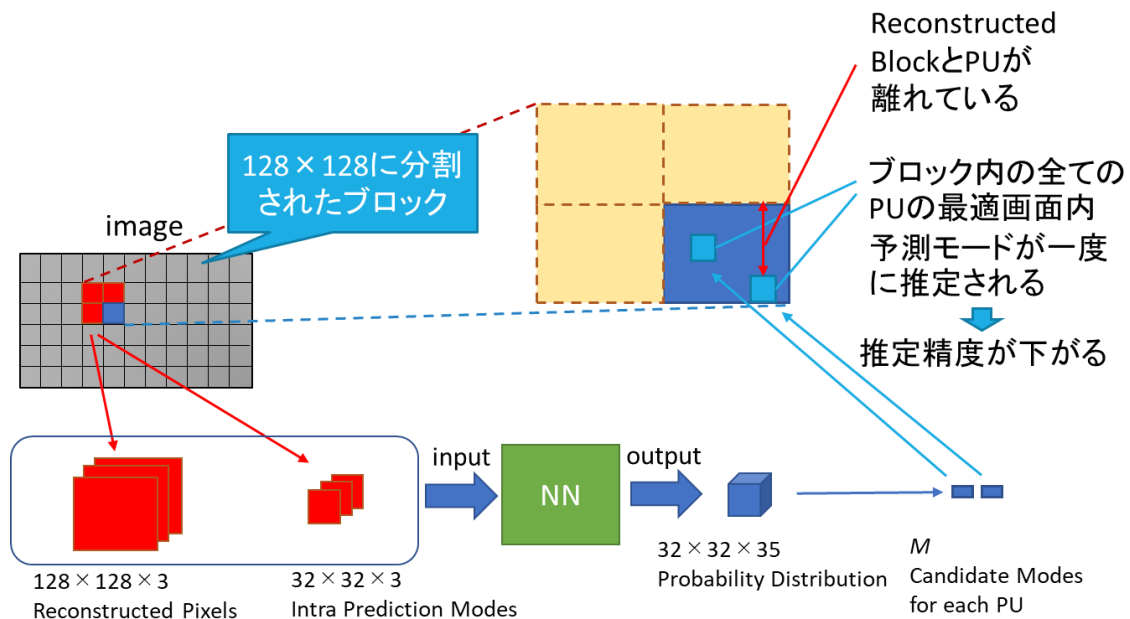 Reconstructed
BlockとPUが
離れている
128×128に分割
されたブロック
image
ブロック内の全ての
PUの最適画面内
予測モードが一度
に推定される
推定精度が下がる
input
NN
output
128×128×3
Reconstructed Pixels
32×32×3
Intra Prediction Modes
32×32×35
Probability Distribution
M
Candidate Modes
for each PU